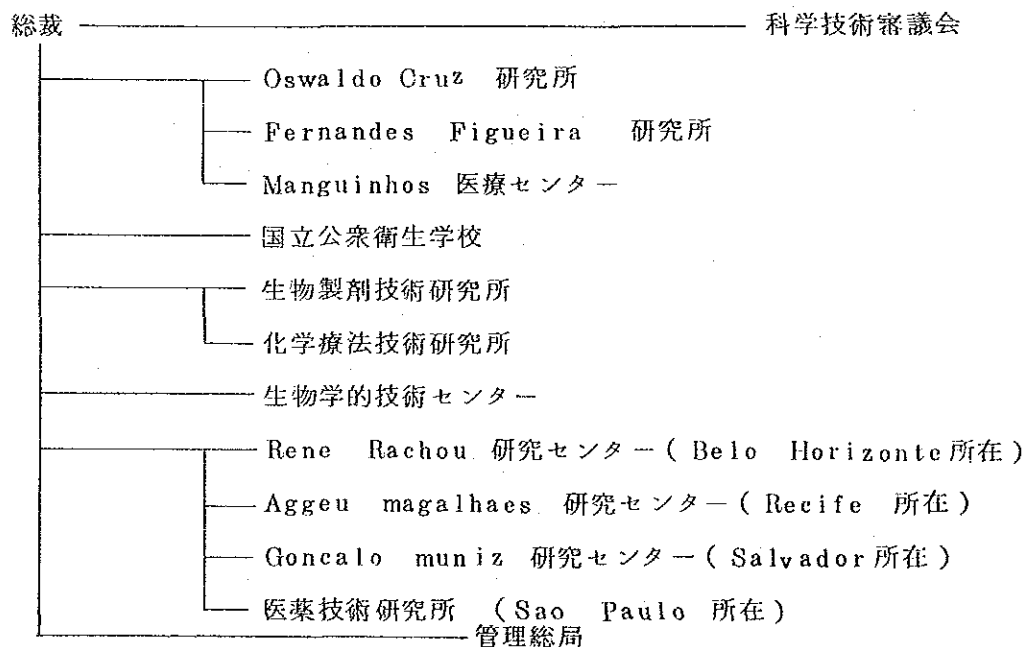 総裁 科学技術審議会
Oswaldo Cruz 研究所
Fernandes Figueira 研究所
Manguinhos 医療センター
国立公衆衛生学校
生物製剤技術研究所
化学療法技術研究所
生物学的技術センター
Rene Rachou 研究センター(Belo Horizonte所在)
Aggeu magalhaes 研究センター(Recife 所在)
Goncalo muniz 研究センター(Salvador所在)
医薬技術研究所 (Sao Paulo 所在)
管理総局